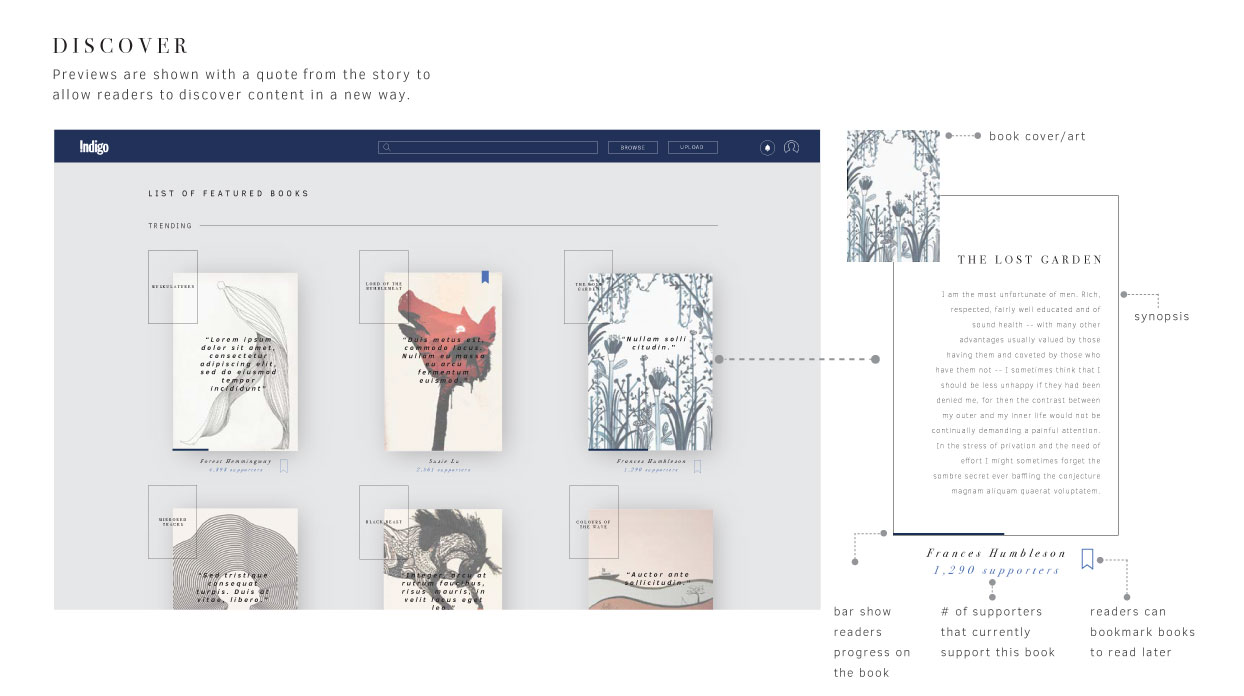 DISCOVER
Previews are shown with a quote from the story to
allow readers to discover content in a new way.
Indigo
BROWSE
UPLOAD
LIST OF FEATURED BOOKS
TRENDING
"Lorem ipsum
dolor sit amet,
consectetur
adipiscing elit,
sed do eiusmod
tempor
incididunt"
Forest Hemmingway
supporters
LORD OF THE
HUMBLEMEAT
"Duis metus est,
commodo lacus,
Nullam eu massa
eu arcu
fermentum
euismod."
Susie Lu
2,561 supporters
THE LOST
GARDEN
"Nullam solli
citudin."
Frances Humbleson
1,290 supporters
MIRRORED
TRACKS
"Sed tristique
consequat
turpis. Duis at
vitae, libero."
BLACK BEAST
"Integer, arcu at
rutrum faucibus,
risus mauris, in
velit lacus eget
leo."
COLOURS OF
THE WAVE
"Auctor ante
sollicitudin."
book cover/art
THE LOST GARDEN
I am the most unfortunate of men. Rich,
respected, fairly well educated and of
sound health -- with many other
advantages usually valued by those
having them and coveted by those who
have them not -- I sometimes think that I
should be less unhappy if they had been
denied me, for then the contrast between
my outer and my inner life would not be
continually demanding a painful attention.
In the stress of privation and the need of
effort I might sometimes forget the
sombre secret ever baffling the conjecture
magnam aliquam quaerat voluptatem.
synopsis
Frances Humbleson
1,290 supporters
bar show
readers
progress on
the book
# of supporters
that currently
support this book
readers can
bookmark books
to read later